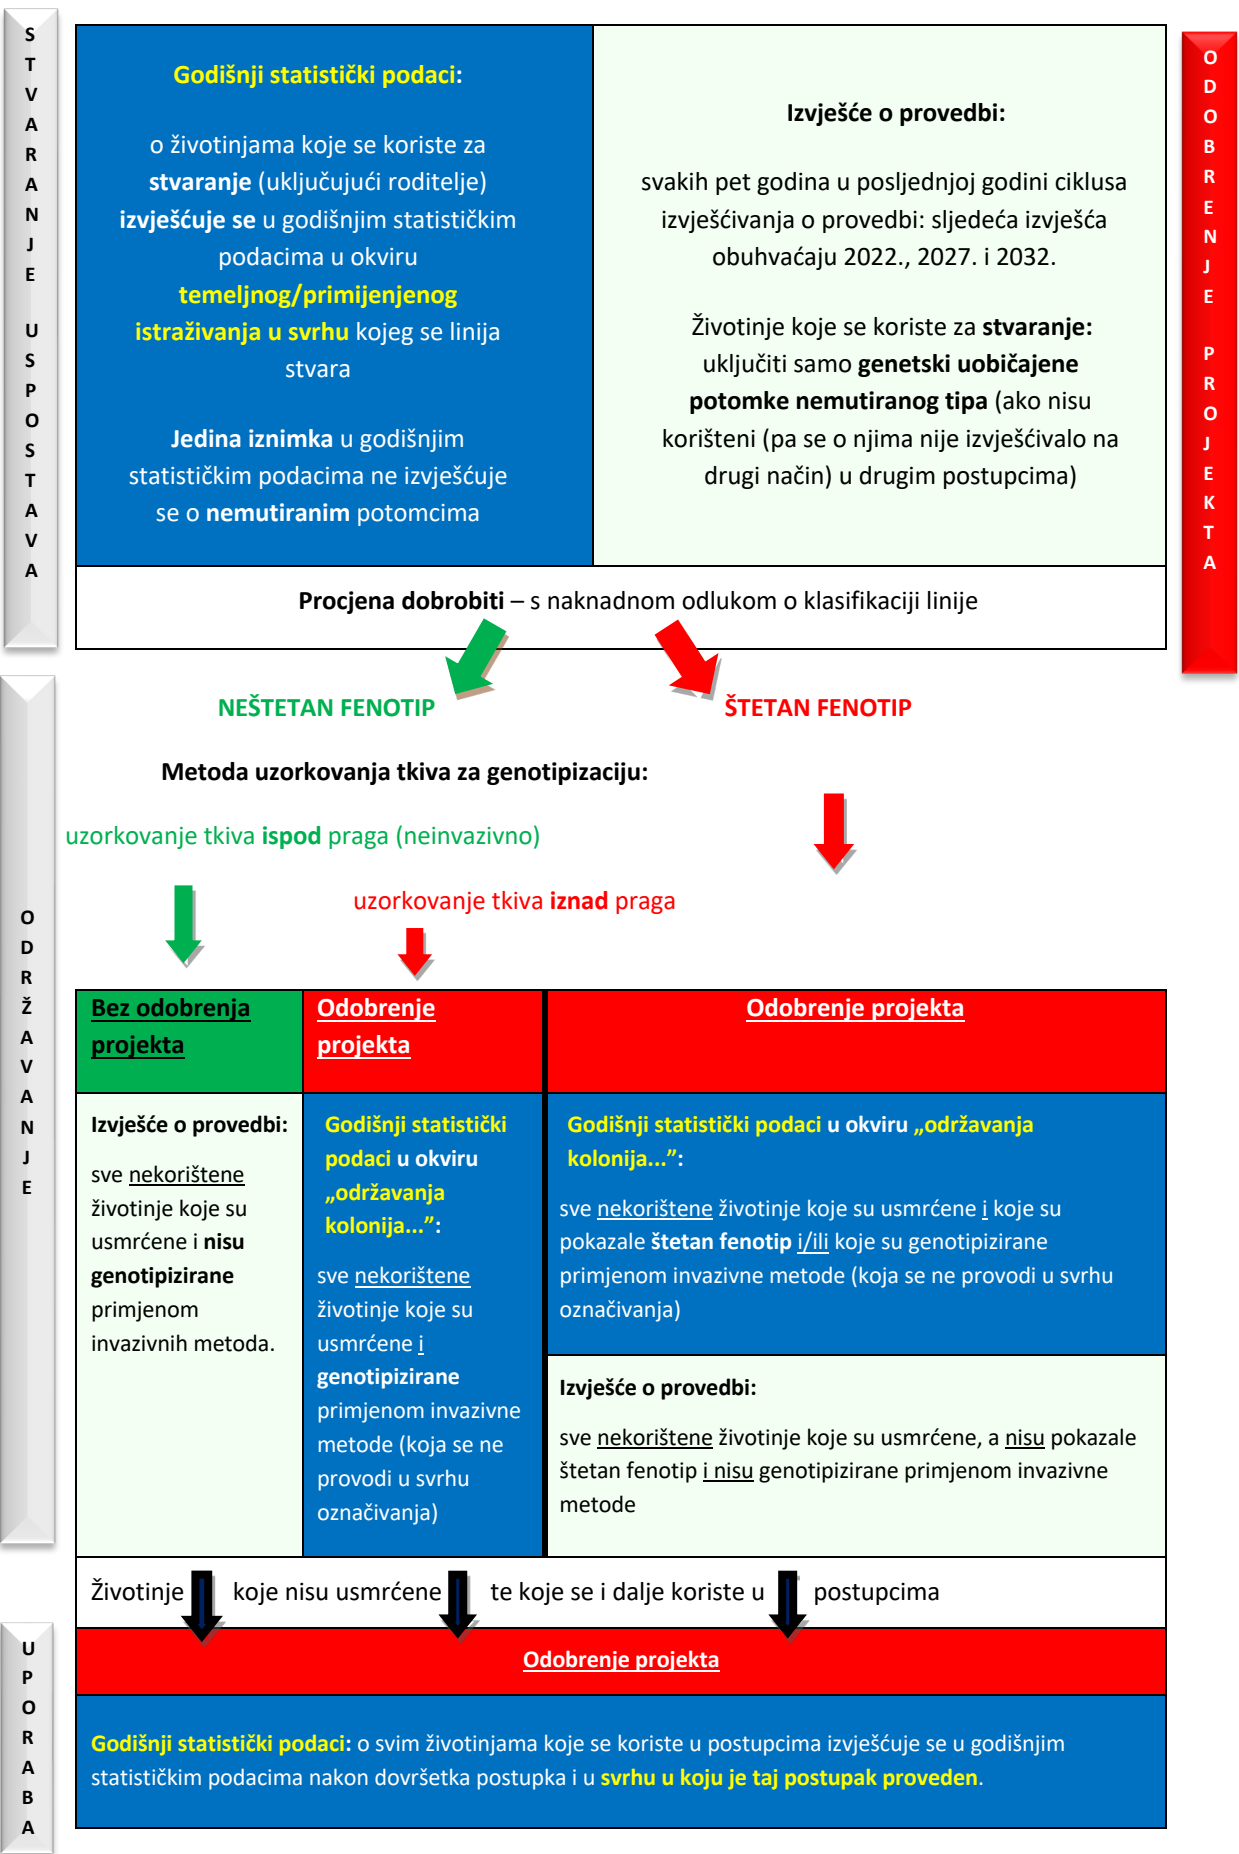 STVARANJE USPOSTAVA
Godišnji statistički podaci:
o životinjama koje se koriste za
stvaranje (uključujući roditelje)
izvješćuje se u godišnjim statističkim
podacima u okviru
temeljnog/primijenjenog
istraživanja u svrhu kojeg se linija
stvara
Jedina iznimka u godišnjim
statističkim podacima ne izvješćuje
se o nemutiranim potomcima
Izvješće o provedbi:
svakih pet godina u posljednjoj godini ciklusa
izvješćivanja o provedbi: sljedeća izvješća
obuhvaćaju 2022., 2027. i 2032.
Životinje koje se koriste za stvaranje:
uključiti samo genetski uobičajene
potomke nemutiranog tipa (ako nisu
korišteni (pa se o njima nije izvješćivalo na
drugi način) u drugim postupcima)
ODOBRENJE PROJEKTA
Procjena dobrobiti – s naknadnom odlukom o klasifikaciji linije
NEŠTETAN FENOTIP
ŠTETAN FENOTIP
ODRŽAVANJE
Metoda uzorkovanja tkiva za genotipizaciju:
uzorkovanje tkiva ispod praga (neinvazivno)
uzorkovanje tkiva iznad praga
Bez odobrenja
projekta
Odobrenje
projekta
Odobrenje projekta
Izvješće o provedbi:
sve nekorištene
životinje koje su
usmrćene i nisu
genotipizirane
primjenom
invazivnih metoda.
Godišnji statistički
podaci u okviru
„održavanja
kolonija...”:
sve nekorištene
životinje koje su
usmrćene i
genotipizirane
primjenom invazivne
metode (koja se ne
provodi u svrhu
označivanja)
Godišnji statistički podaci u okviru „održavanja
kolonija...”:
sve nekorištene životinje koje su usmrćene i koje su
pokazale štetan fenotip i/ili koje su genotipizirane
primjenom invazivne metode (koja se ne provodi u svrhu
označivanja)
Izvješće o provedbi:
sve nekorištene životinje koje su usmrćene, a nisu pokazale
štetan fenotip i nisu genotipizirane primjenom invazivne
metode
Životinje koje nisu usmrćene te koje se i dalje koriste u postupcima
UPORABA
Odobrenje projekta
Godišnji statistički podaci: o svim životinjama koje se koriste u postupcima izvješćuje se u godišnjim
statističkim podacima nakon dovršetka postupka i u svrhu u koju je taj postupak proveden.